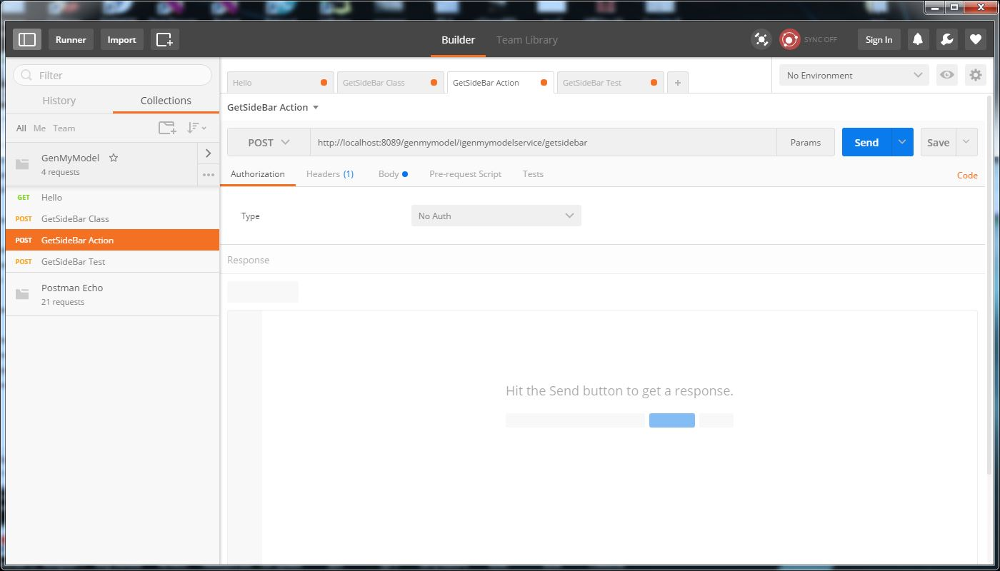 Runner Import Builder Team Library SYNC OFF Sign In
Filter
History Collections
All Me Team
GenMyModel
4 requests
GET Hello
POST GetSideBar Class
POST GetSideBar Action
POST GetSideBar Test
Postman Echo
21 requests
Hello GetSideBar Class GetSideBar Action GetSideBar Test + No Environment
GetSideBar Action
POST http://localhost:8089/genmymodel/igenmymodelservice/getsidebar Params Send Save
Authorization Headers (1) Body Pre-request Script Tests Code
Type No Auth
Response
Hit the Send button to get a response.